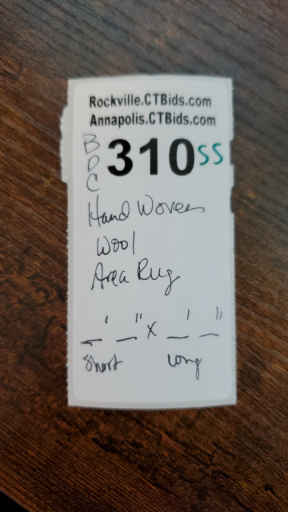 Rockville.CTBids.com
Annapolis.CTBids.com
BDC 310 SS
Hand Woven
Wool
Area Rug
_ ' _ " x _ ' _ "
Short Long